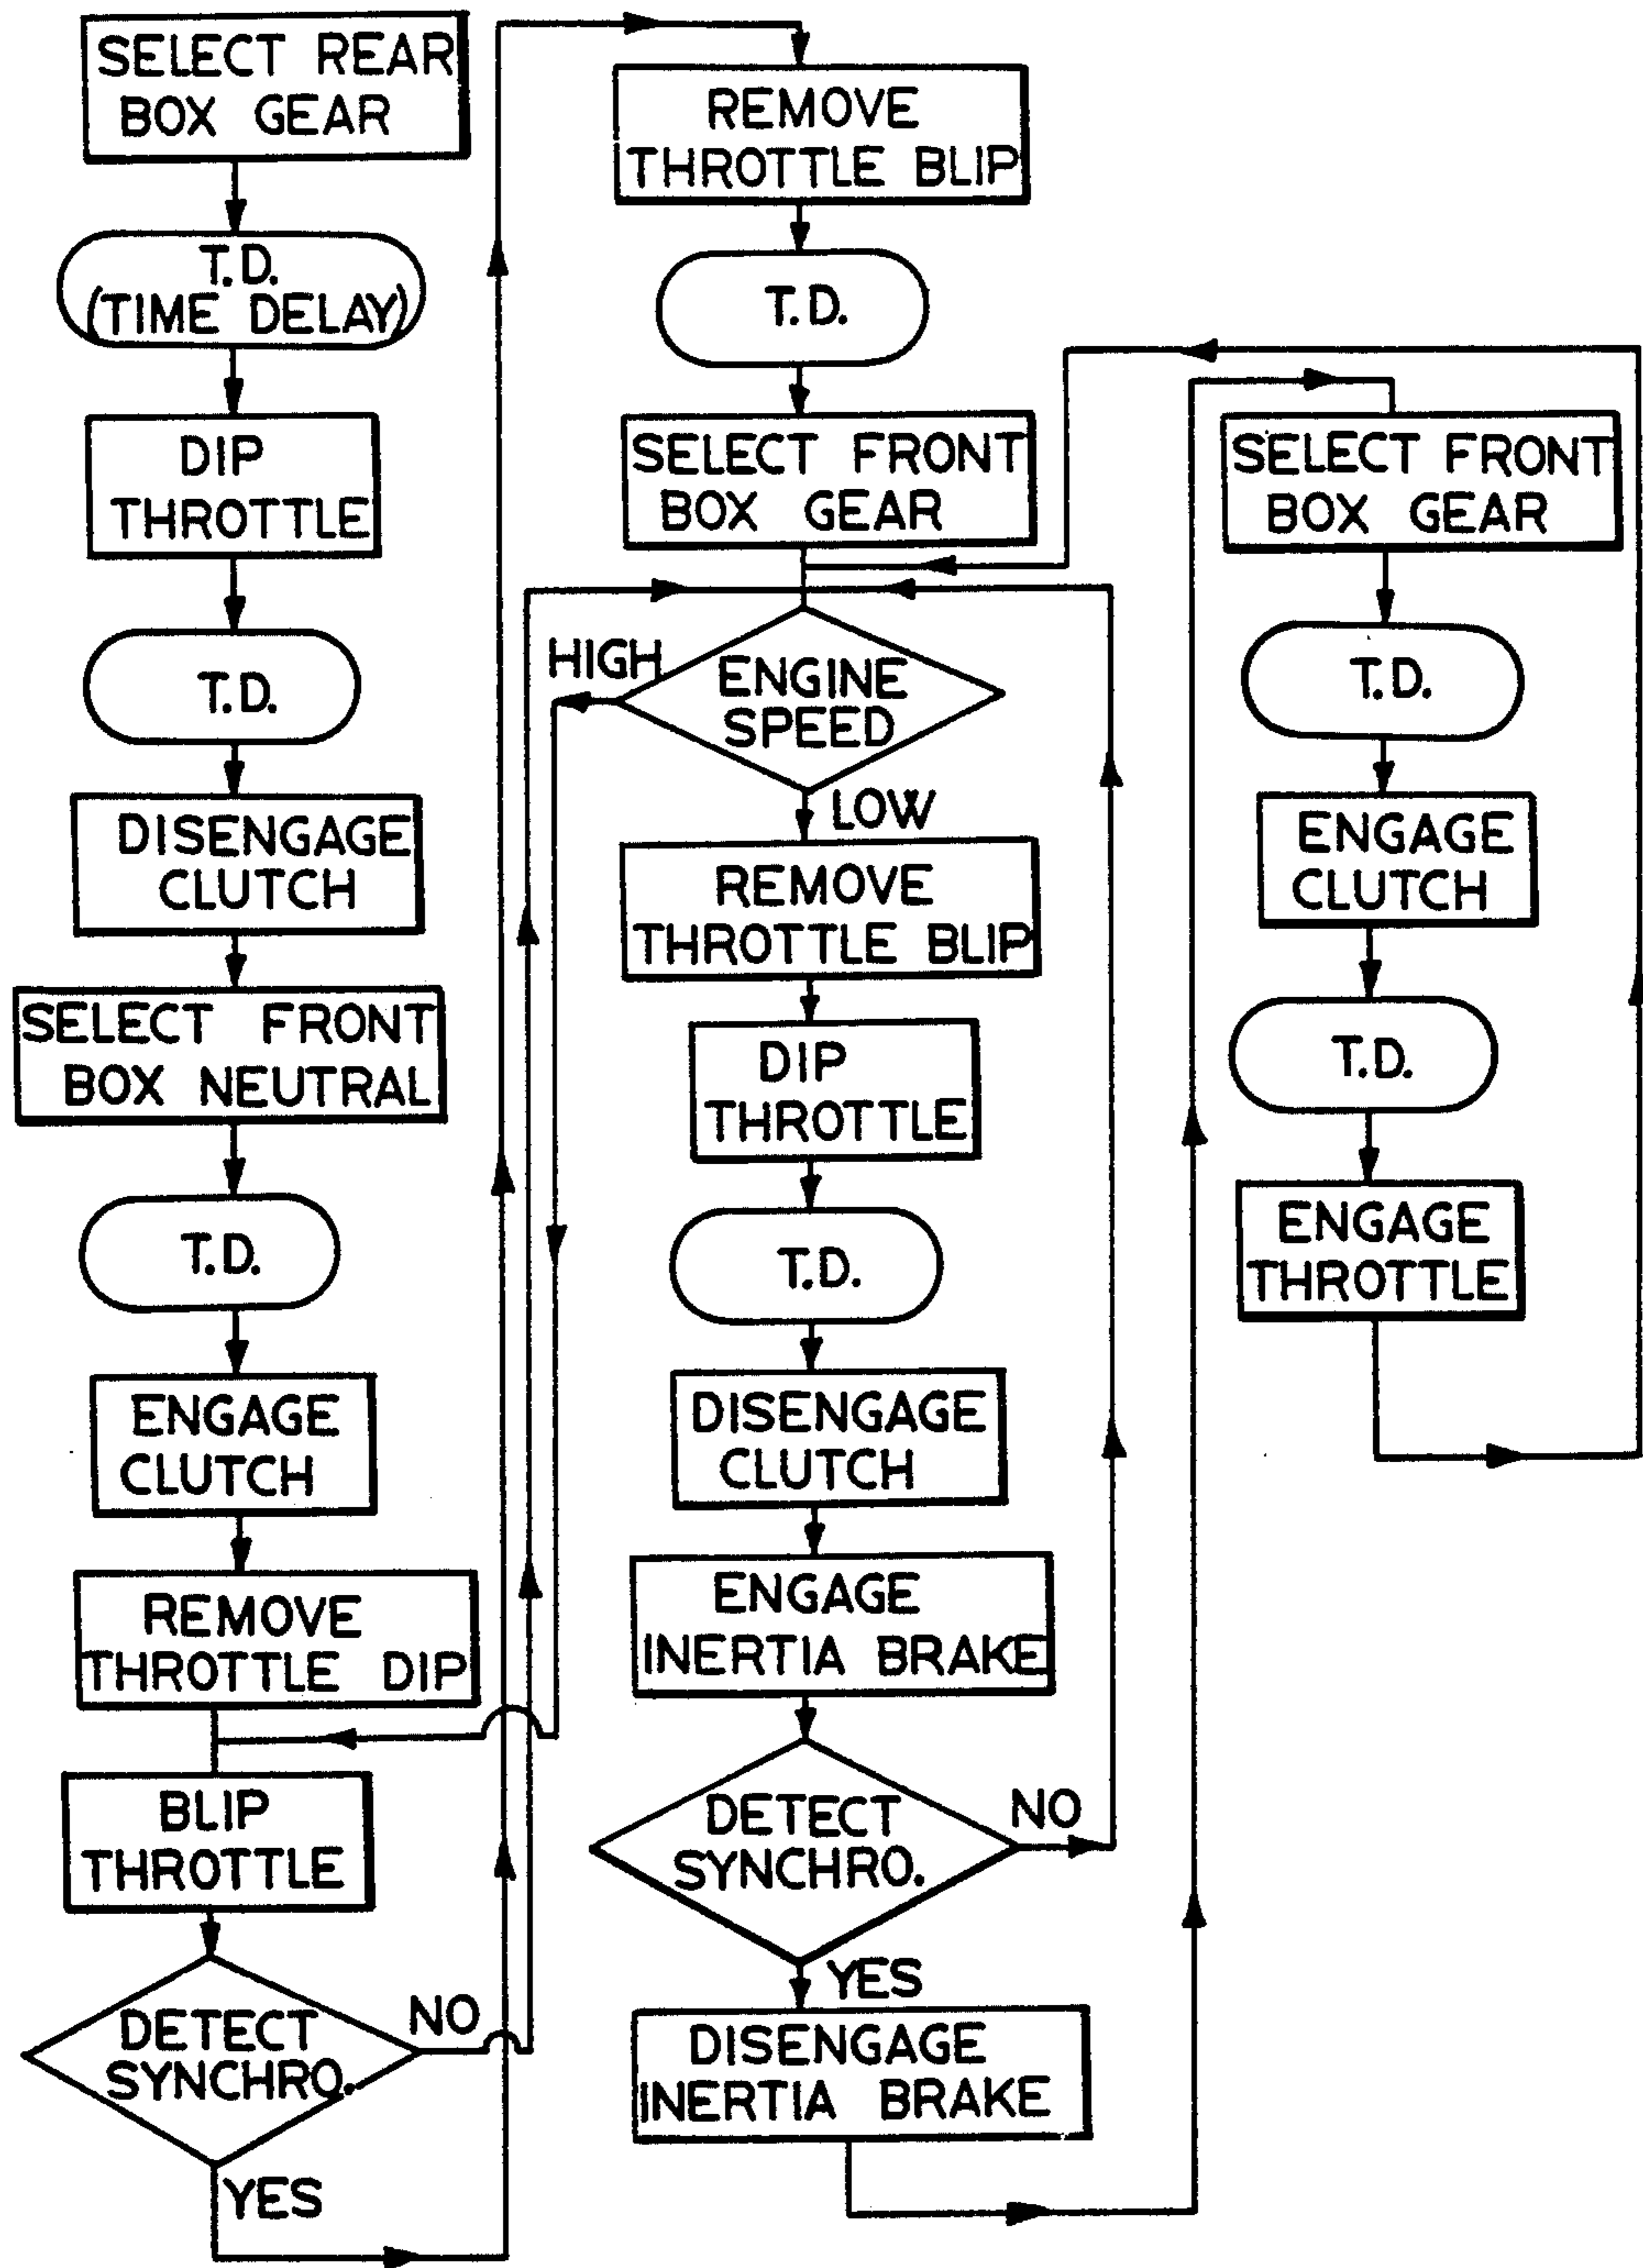 SELECT REAR
BOX GEAR
T.D.
(TIME DELAY)
DIP
THROTTLE
T.D.
DISENGAGE
CLUTCH
SELECT FRONT
BOX NEUTRAL
T.D.
ENGAGE
CLUTCH
REMOVE
THROTTLE DIP
BLIP
THROTTLE
DETECT
SYNCHRO.
NO
YES
REMOVE
THROTTLE BLIP
T.D.
SELECT FRONT
BOX GEAR
HIGH
ENGINE
SPEED
LOW
REMOVE
THROTTLE BLIP
DIP
THROTTLE
T.D.
DISENGAGE
CLUTCH
ENGAGE
INERTIA BRAKE
DETECT
SYNCHRO.
NO
YES
DISENGAGE
INERTIA BRAKE
SELECT FRONT
BOX GEAR
T.D.
ENGAGE
CLUTCH
T.D.
ENGAGE
THROTTLE